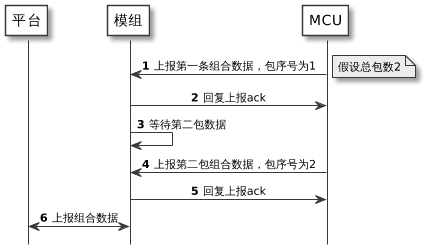 平台
模组
MCU
1 上报第一条组合数据，包序号为1
假设总包数2
2 回复上报ack
3 等待第二包数据
4 上报第二包组合数据，包序号为2
5 回复上报ack
6 上报组合数据